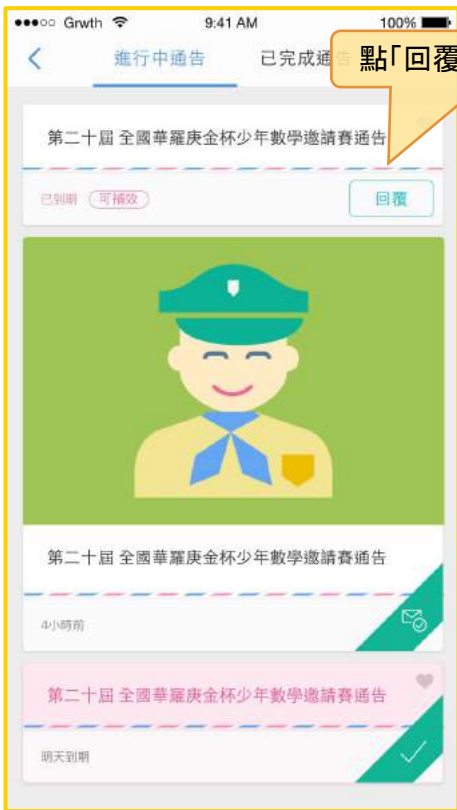 Grwth 9:41 AM 100%
進行中通告 已完成通
點「回覆
第二十屆 全國華羅庚金杯少年數學邀請賽通告
已到期 可補效
回覆
第二十屆 全國華羅庚金杯少年數學邀請賽通告
4小時前
第二十屆 全國華羅庚金杯少年數學邀請賽通告
明天到期